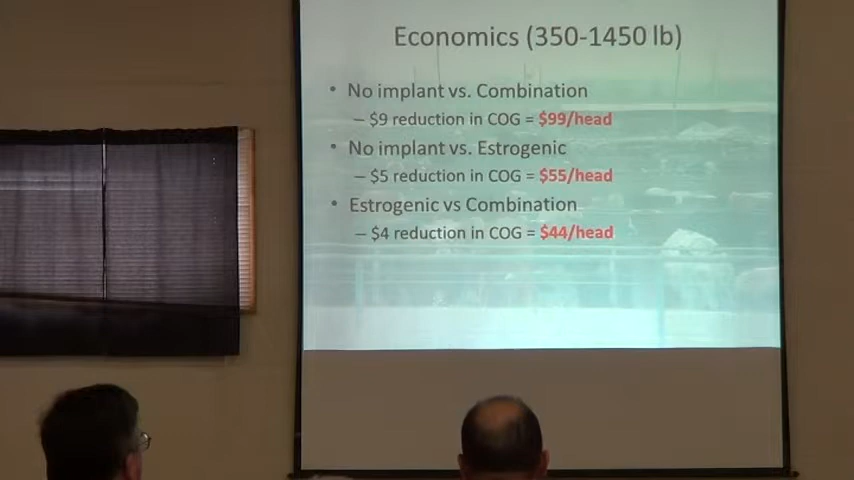 Economics (350-1450 lb)
• No implant vs. Combination
– $9 reduction in COG = $99/head
• No implant vs. Estrogenic
– $5 reduction in COG = $55/head
• Estrogenic vs Combination
– $4 reduction in COG = $44/head